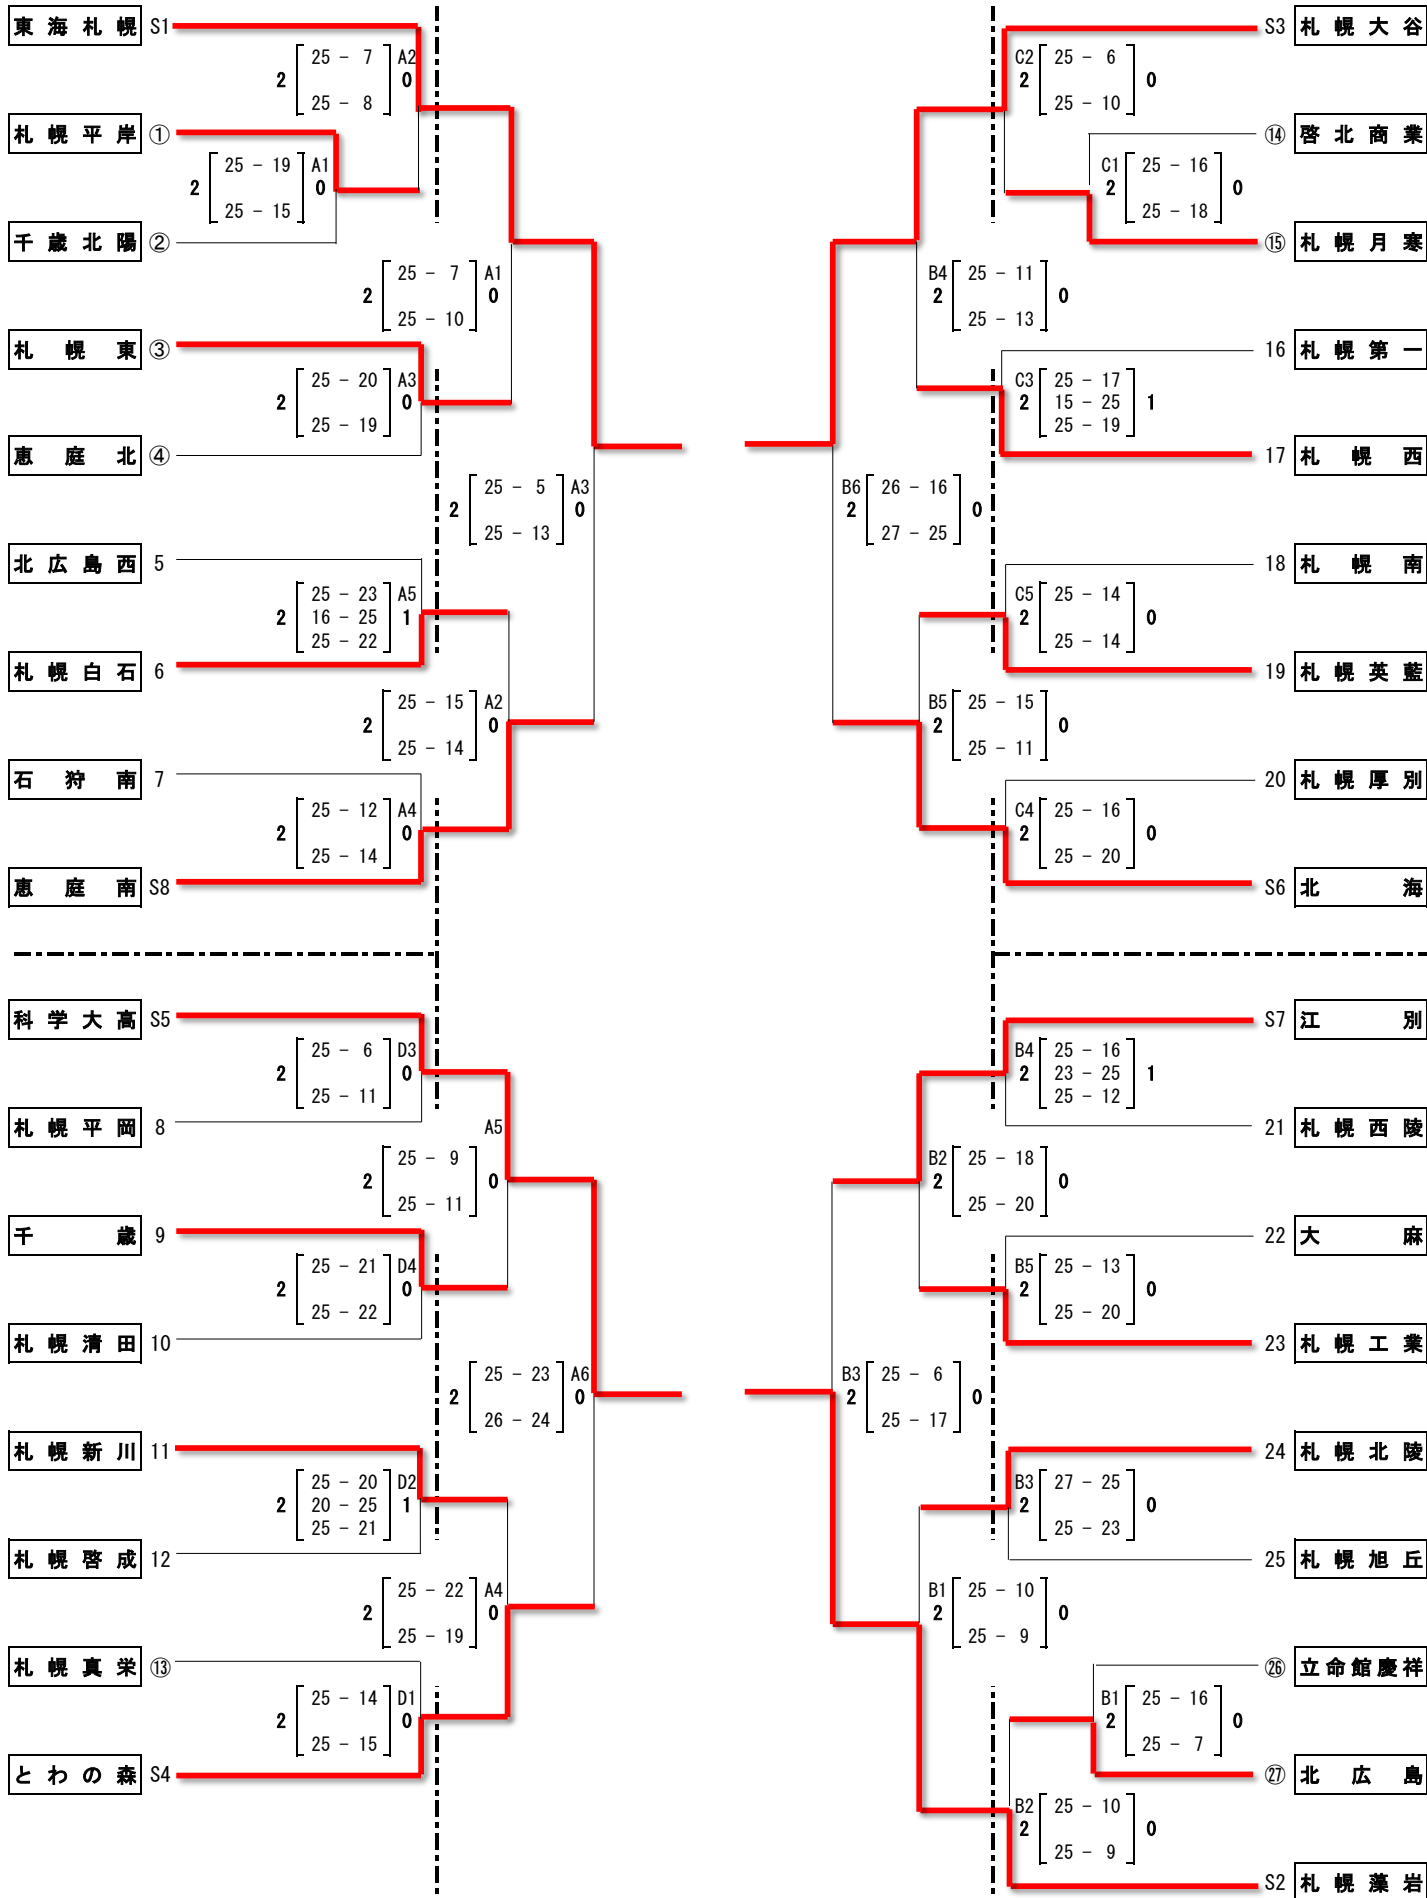 東海札幌 S1
25 - 7 A2
2 0
25 - 8
札幌平岸 ①
25 - 19 A1
2 0
25 - 15
千歳北陽 ②
25 - 7 A1
2 0
25 - 10
札幌東 ③
25 - 20 A3
2 0
25 - 19
恵庭北 ④
25 - 5 A3
2 0
25 - 13
北広島西 5
25 - 23 A5
2 16 - 25 1
25 - 22
札幌白石 6
25 - 15 A2
2 0
25 - 14
石狩南 7
25 - 12 A4
2 0
25 - 14
恵庭南 S8
科学大高 S5
25 - 6 D3
2 0
25 - 11
札幌平岡 8
A5
25 - 9
2 0
25 - 11
千歳 9
25 - 21 D4
2 0
25 - 22
札幌清田 10
25 - 23 A6
2 0
26 - 24
札幌新川 11
25 - 20 D2
2 20 - 25 1
25 - 21
札幌啓成 12
25 - 22 A4
2 0
25 - 19
札幌真栄 ⑬
25 - 14 D1
2 0
25 - 15
とわの森 S4
S3 札幌大谷
C2 25 - 6
2 0
25 - 10
⑭ 啓北商業
C1 25 - 16
2 0
25 - 18
⑮ 札幌月寒
B4 25 - 11
2 0
25 - 13
16 札幌第一
C3 25 - 17
2 15 - 25 1
25 - 19
17 札幌西
B6 26 - 16
2 0
27 - 25
18 札幌南
C5 25 - 14
2 0
25 - 14
19 札幌英藍
B5 25 - 15
2 0
25 - 11
20 札幌厚別
C4 25 - 16
2 0
25 - 20
S6 北海
S7 江別
B4 25 - 16
2 23 - 25 1
25 - 12
21 札幌西陵
B2 25 - 18
2 0
25 - 20
22 大麻
B5 25 - 13
2 0
25 - 20
23 札幌工業
B3 25 - 6
2 0
25 - 17
24 札幌北陵
B3 27 - 25
2 0
25 - 23
25 札幌旭丘
B1 25 - 10
2 0
25 - 9
㉖ 立命館慶祥
B1 25 - 16
2 0
25 - 7
㉗ 北広島
B2 25 - 10
2 0
25 - 9
S2 札幌藻岩